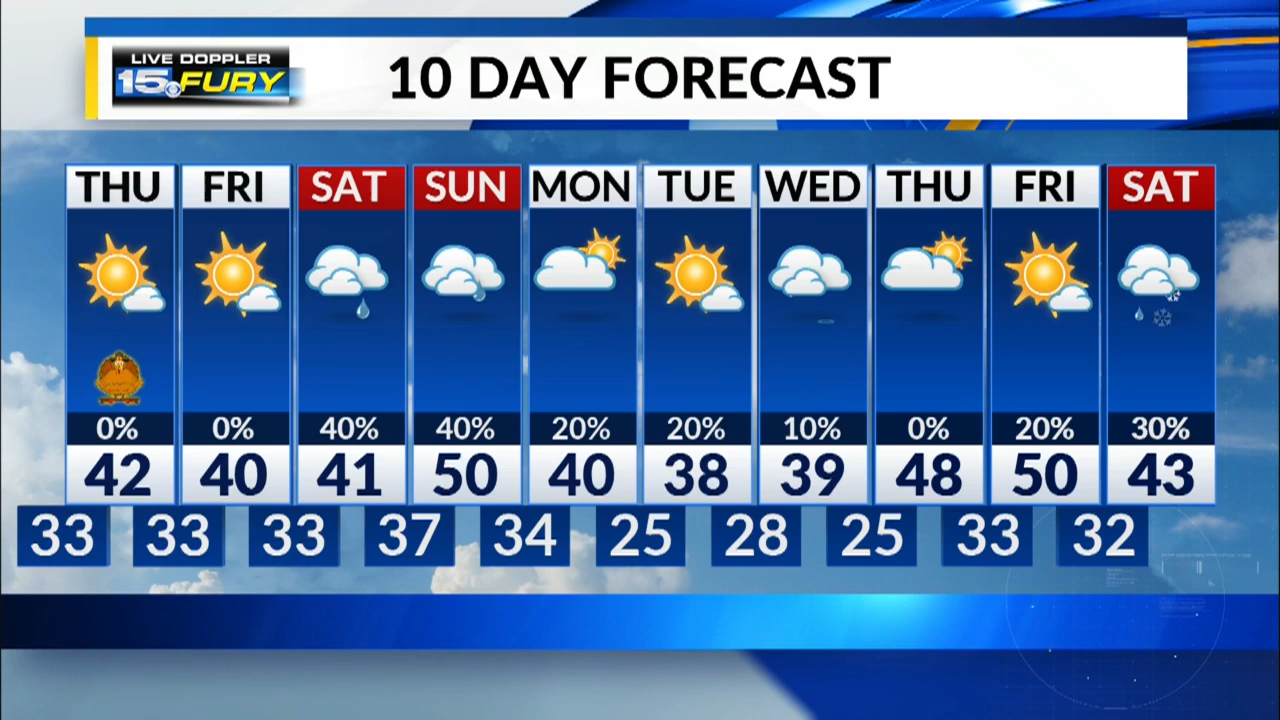 LIVE DOPPLER
15 FURY
10 DAY FORECAST
THU FRI SAT SUN MON TUE WED THU FRI SAT
0% 0% 40% 40% 20% 20% 10% 0% 20% 30%
42 40 41 50 40 38 39 48 50 43
33 33 33 37 34 25 28 25 33 32